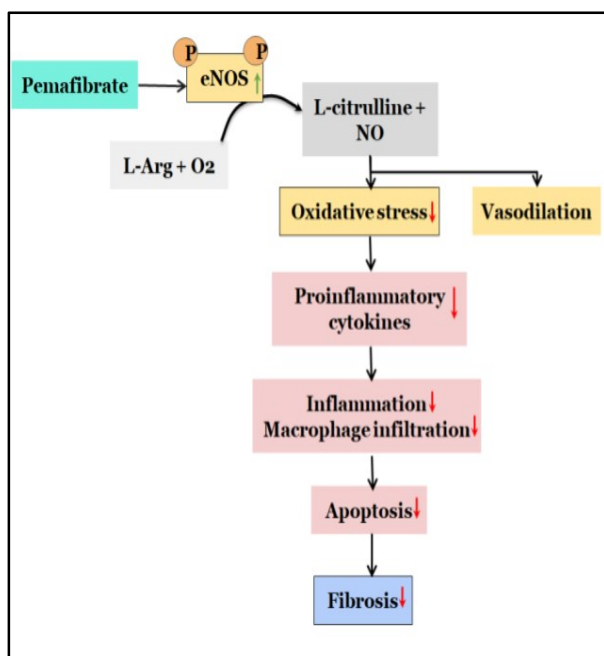 P P
Pemafibrate
eNOS ↑
L-citrulline +
NO
L-Arg + O2
Oxidative stress ↓
Vasodilation
Proinflammatory ↓
cytokines
Inflammation ↓
Macrophage infiltration ↓
Apoptosis ↓
Fibrosis ↓